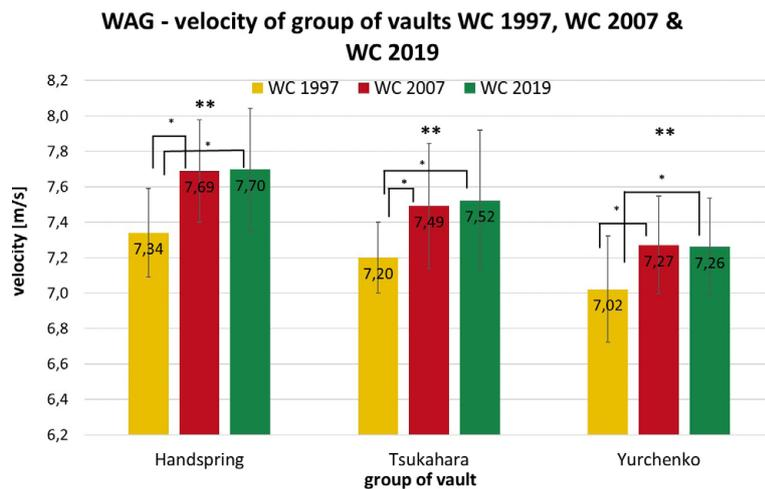 WAG - velocity of group of vaults WC 1997, WC 2007 &
WC 2019
WC 1997 WC 2007 WC 2019
velocity [m/s]
8,2
8,0
7,8
7,6
7,4
7,2
7,0
6,8
6,6
6,4
6,2
** ** **
* * * * * *
7,34 7,69 7,70
7,20 7,49 7,52
7,02 7,27 7,26
Handspring Tsukahara Yurchenko
group of vault